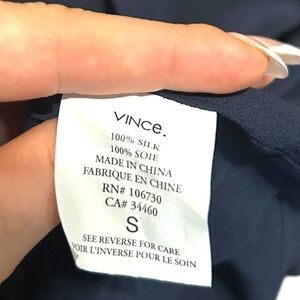 VINCE.
100% SILK
100% SOIE
MADE IN CHINA
FABRIQUE EN CHINE
RN# 106730
CA# 34460
S
SEE REVERSE FOR CARE
VOIR L'INVERSE POUR LE SOIN